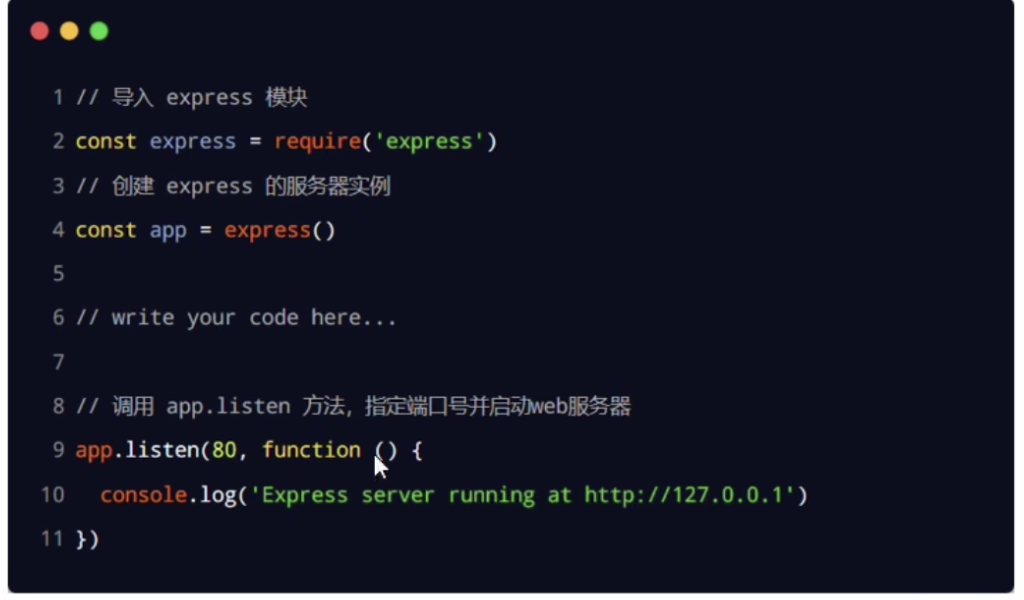 1 // 导入 express 模块
2 const express = require('express')
3 // 创建 express 的服务器实例
4 const app = express()
5
6 // write your code here...
7
8 // 调用 app.listen 方法，指定端口号并启动web服务器
9 app.listen(80, function () {
10   console.log('Express server running at http://127.0.0.1')
11 })